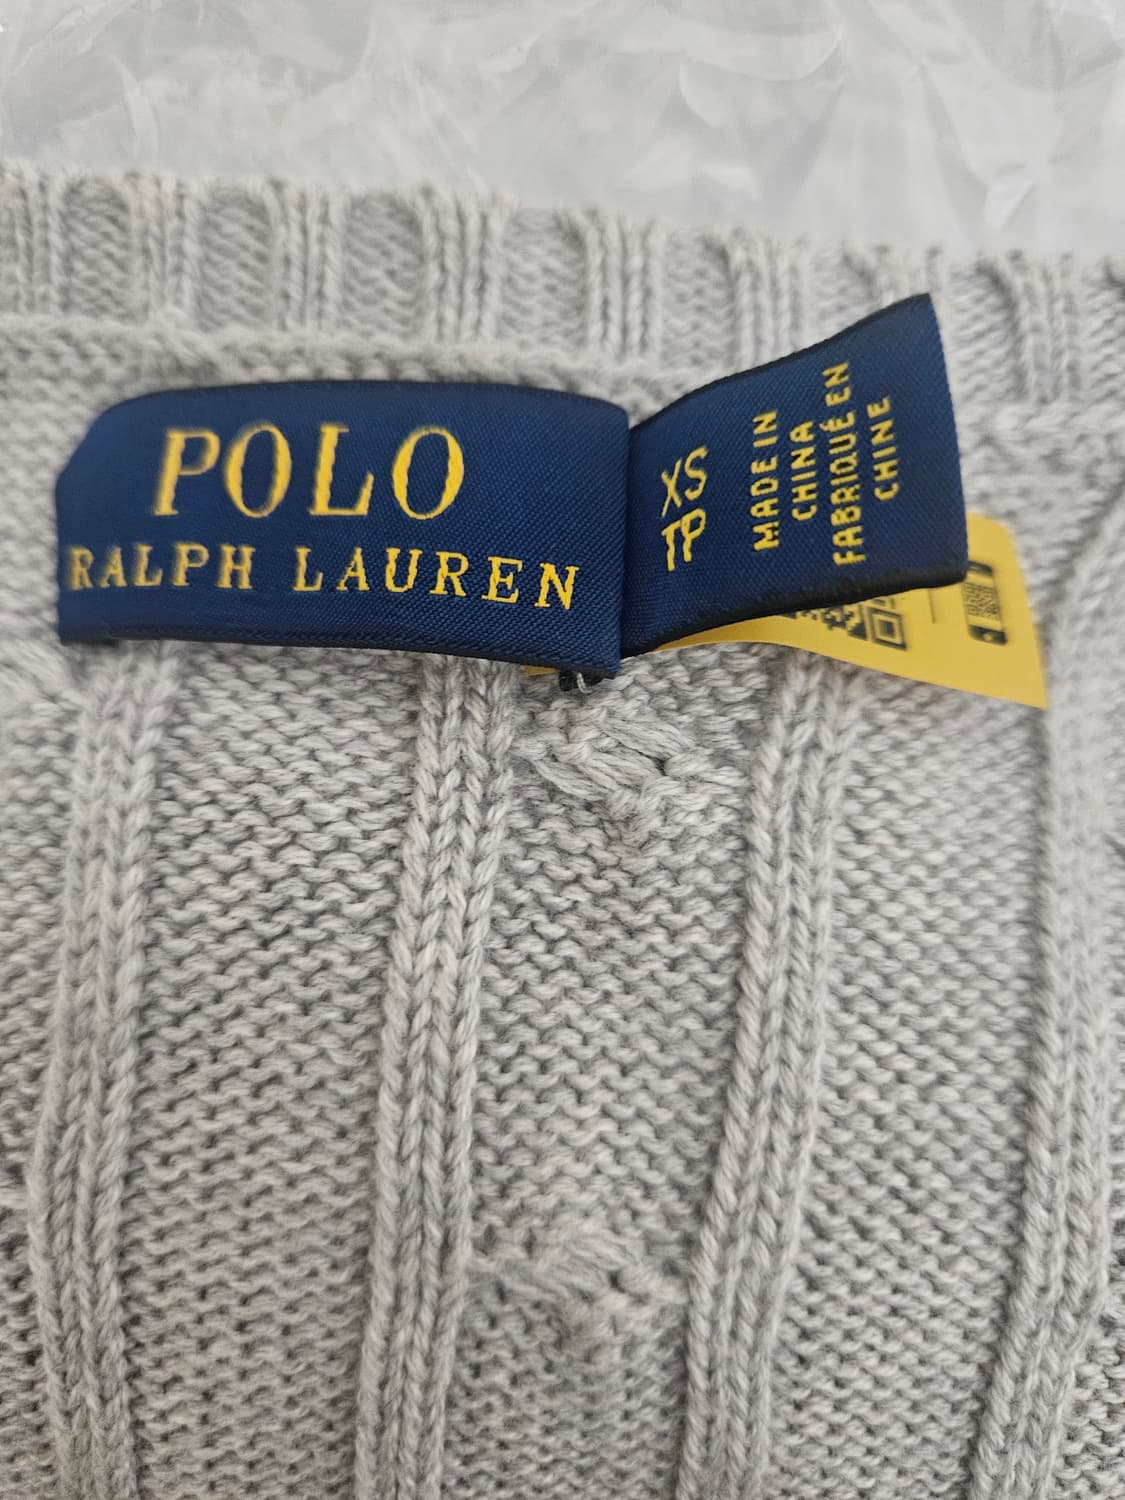 POLO
RALPH LAUREN
XS
TP
MADE IN
CHINA
FABRIQUÉ EN
CHINE